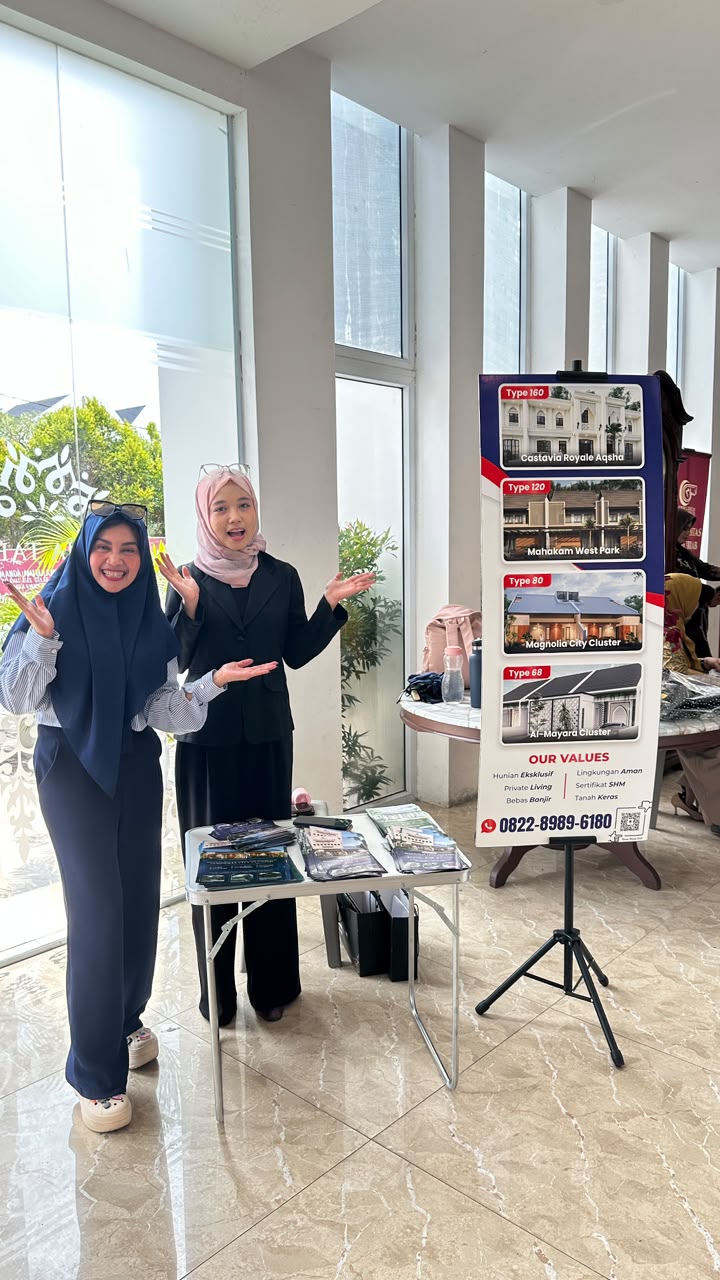 Type 160
Castavia Royale Aqsha
Type 120
Mahakam West Park
Type 80
Magnolia City Cluster
Type 68
Al-Mayara Cluster
OUR VALUES
Hunian Eksklusif
Lingkungan Aman
Private Living
Sertifikat SHM
Bebas Banjir
Tanah Keras
0822-8989-6180